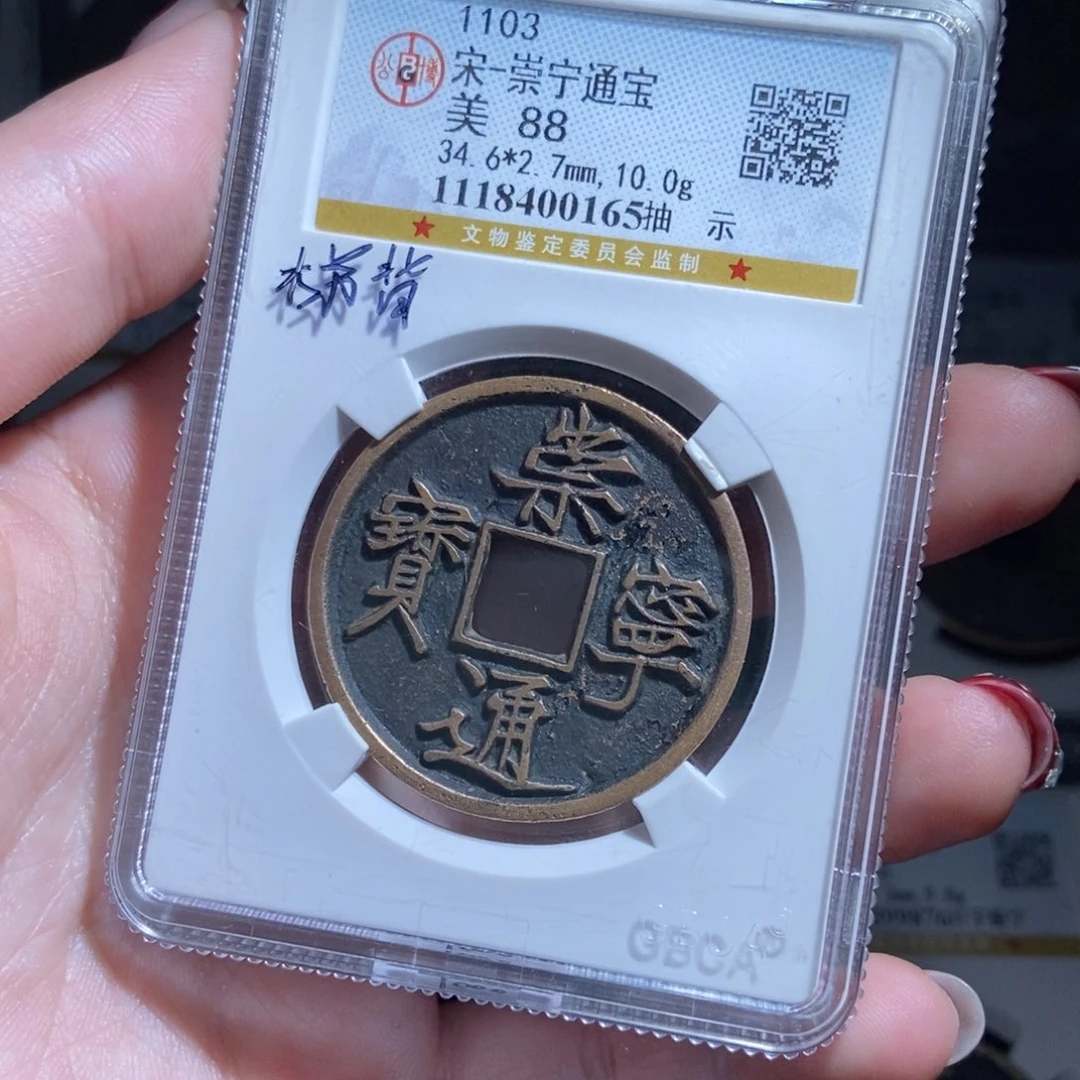 1103
公博
宋-崇宁通宝
美 88
34.6*2.7mm,10.0g
1118400165抽 示
文物鉴定委员会监制
崇寧通寶
GBCA